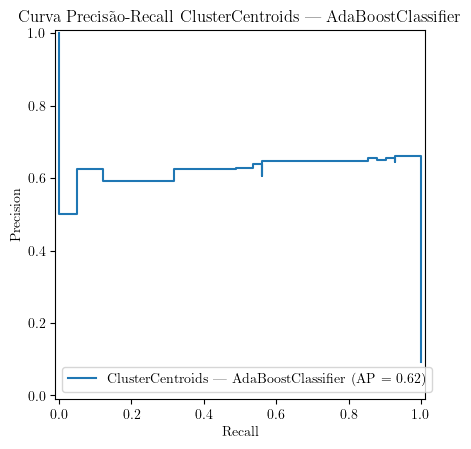 Curva Precisão-Recall ClusterCentroids — AdaBoostClassifier
1.0
0.8
0.6
0.4
0.2
0.0
Precision
ClusterCentroids — AdaBoostClassifier (AP = 0.62)
0.0 0.2 0.4 0.6 0.8 1.0
Recall